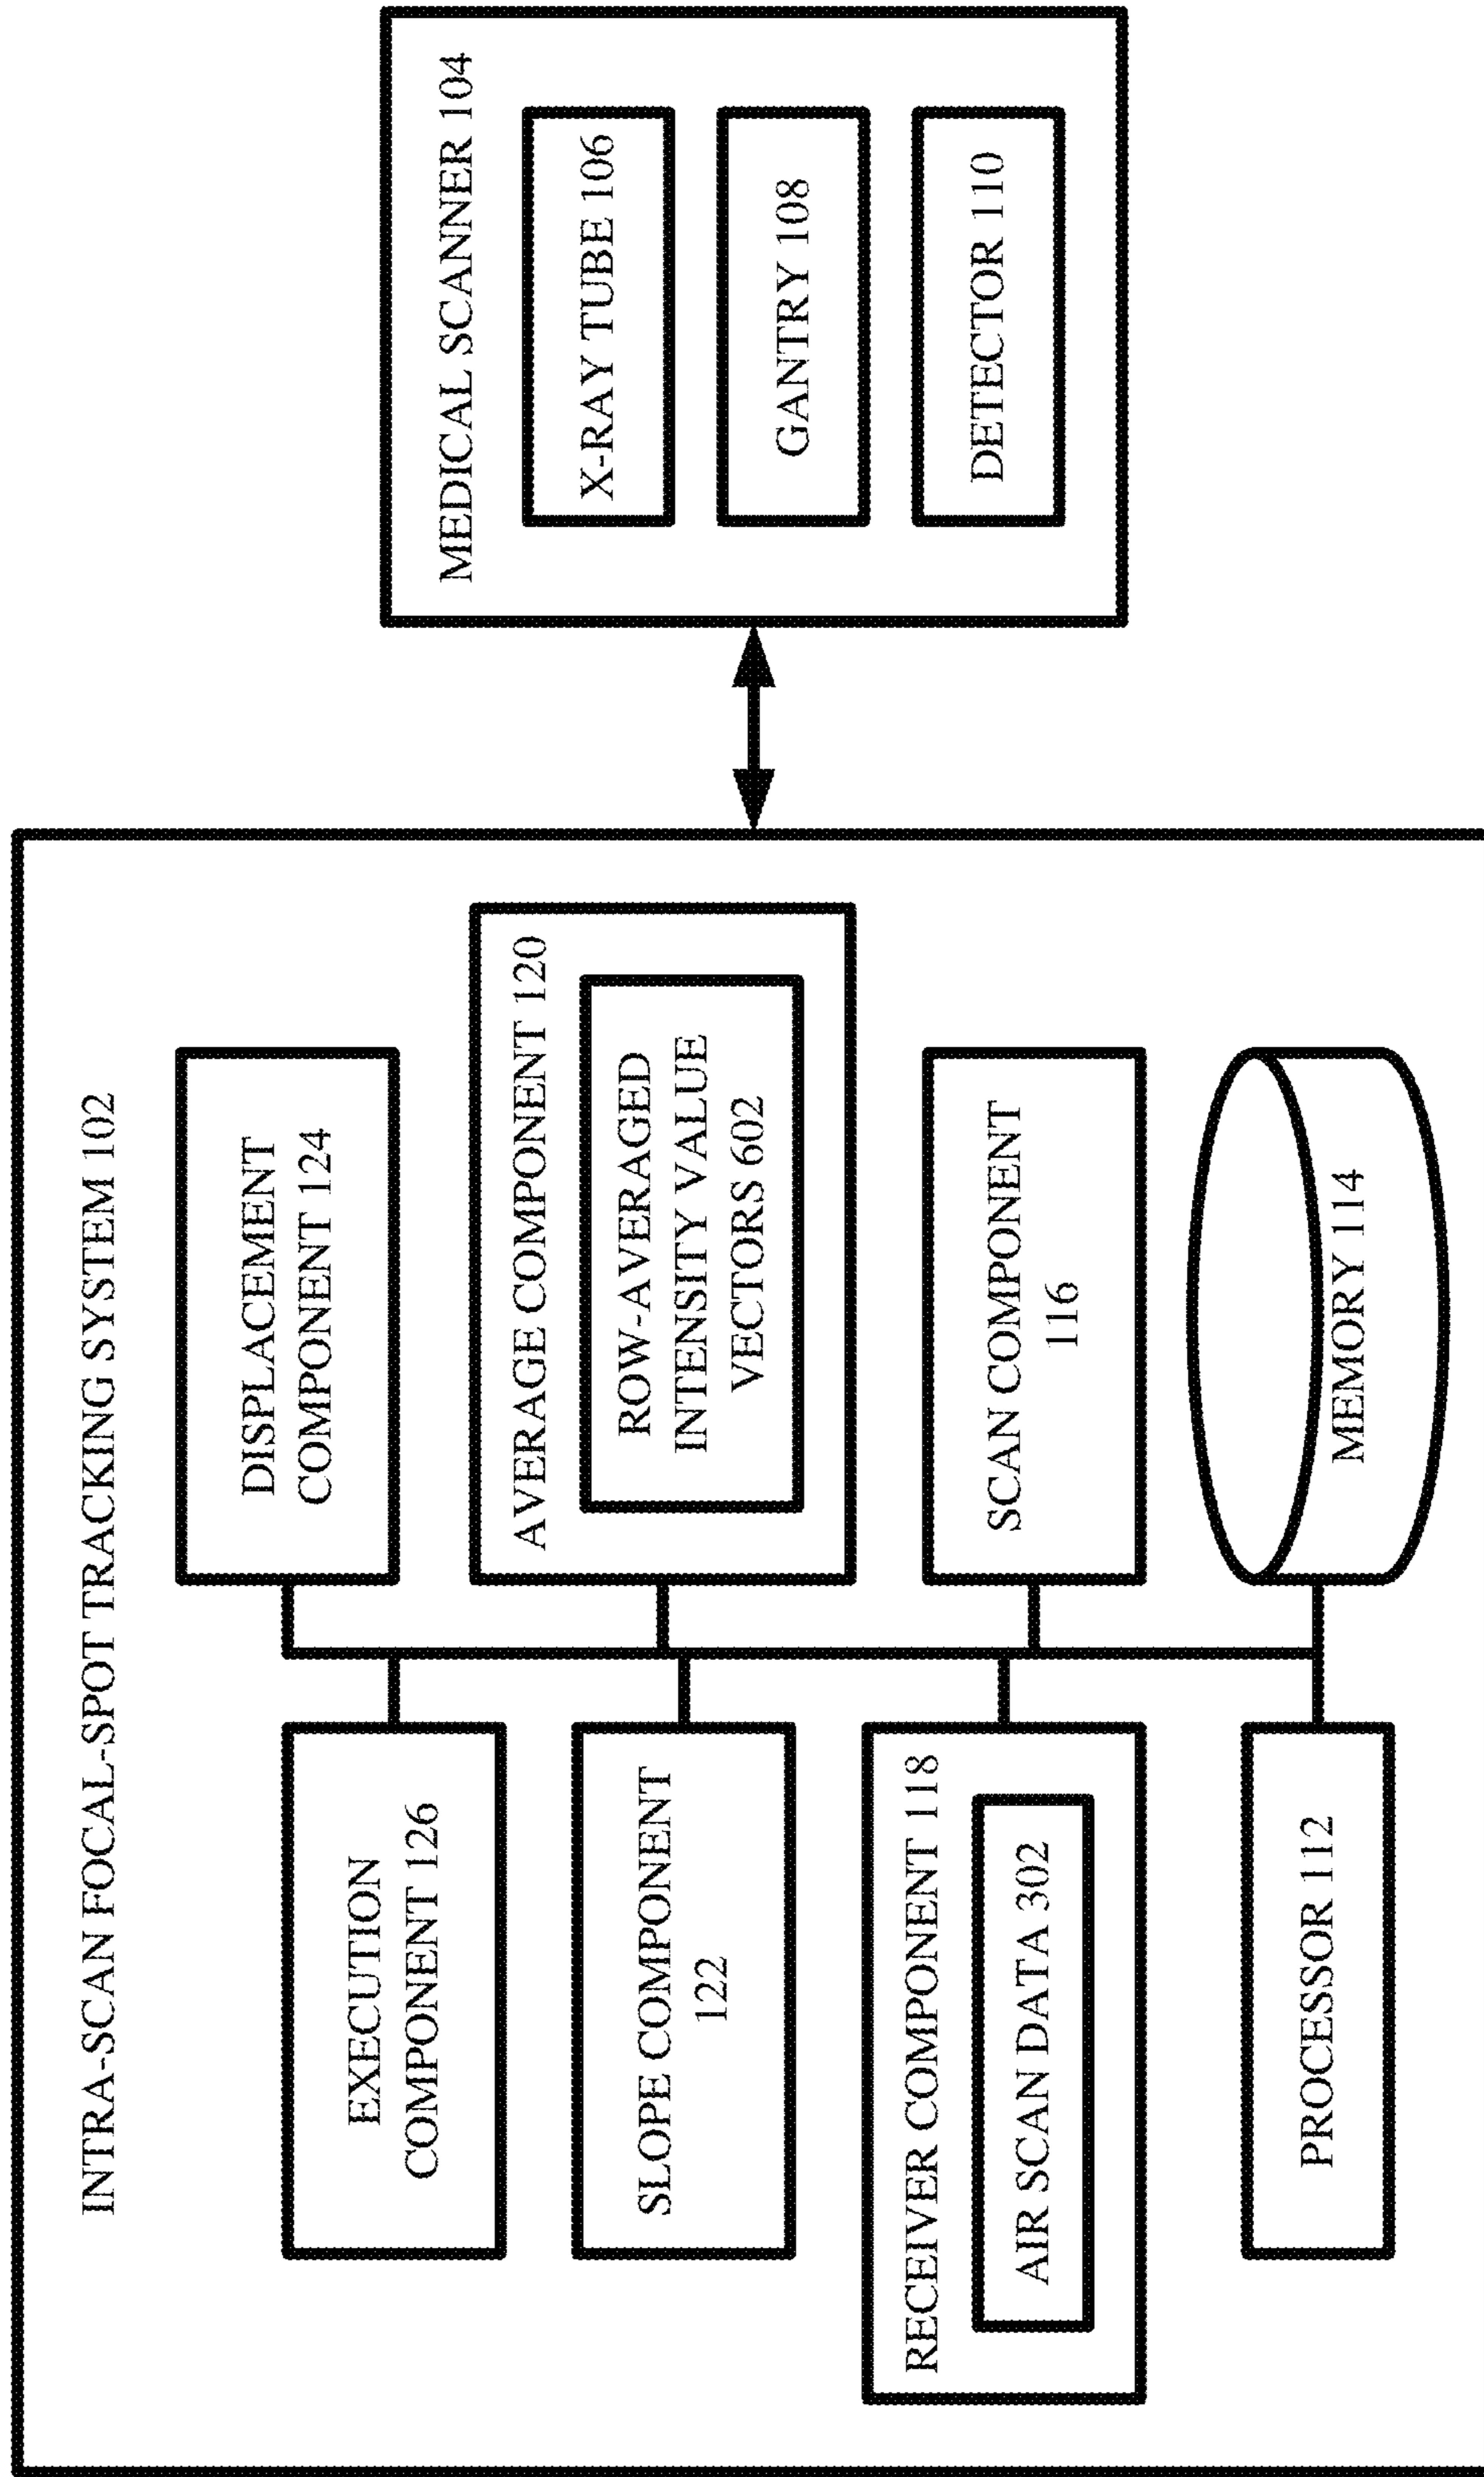 INTRA-SCAN FOCAL-SPOT TRACKING SYSTEM 102
EXECUTION
COMPONENT 126
DISPLACEMENT
COMPONENT 124
SLOPE COMPONENT
122
AVERAGE COMPONENT 120
ROW-AVERAGED
INTENSITY VALUE
VECTORS 602
RECEIVER COMPONENT 118
AIR SCAN DATA 302
SCAN COMPONENT
116
PROCESSOR 112
MEMORY 114
MEDICAL SCANNER 104
X-RAY TUBE 106
GANTRY 108
DETECTOR 110